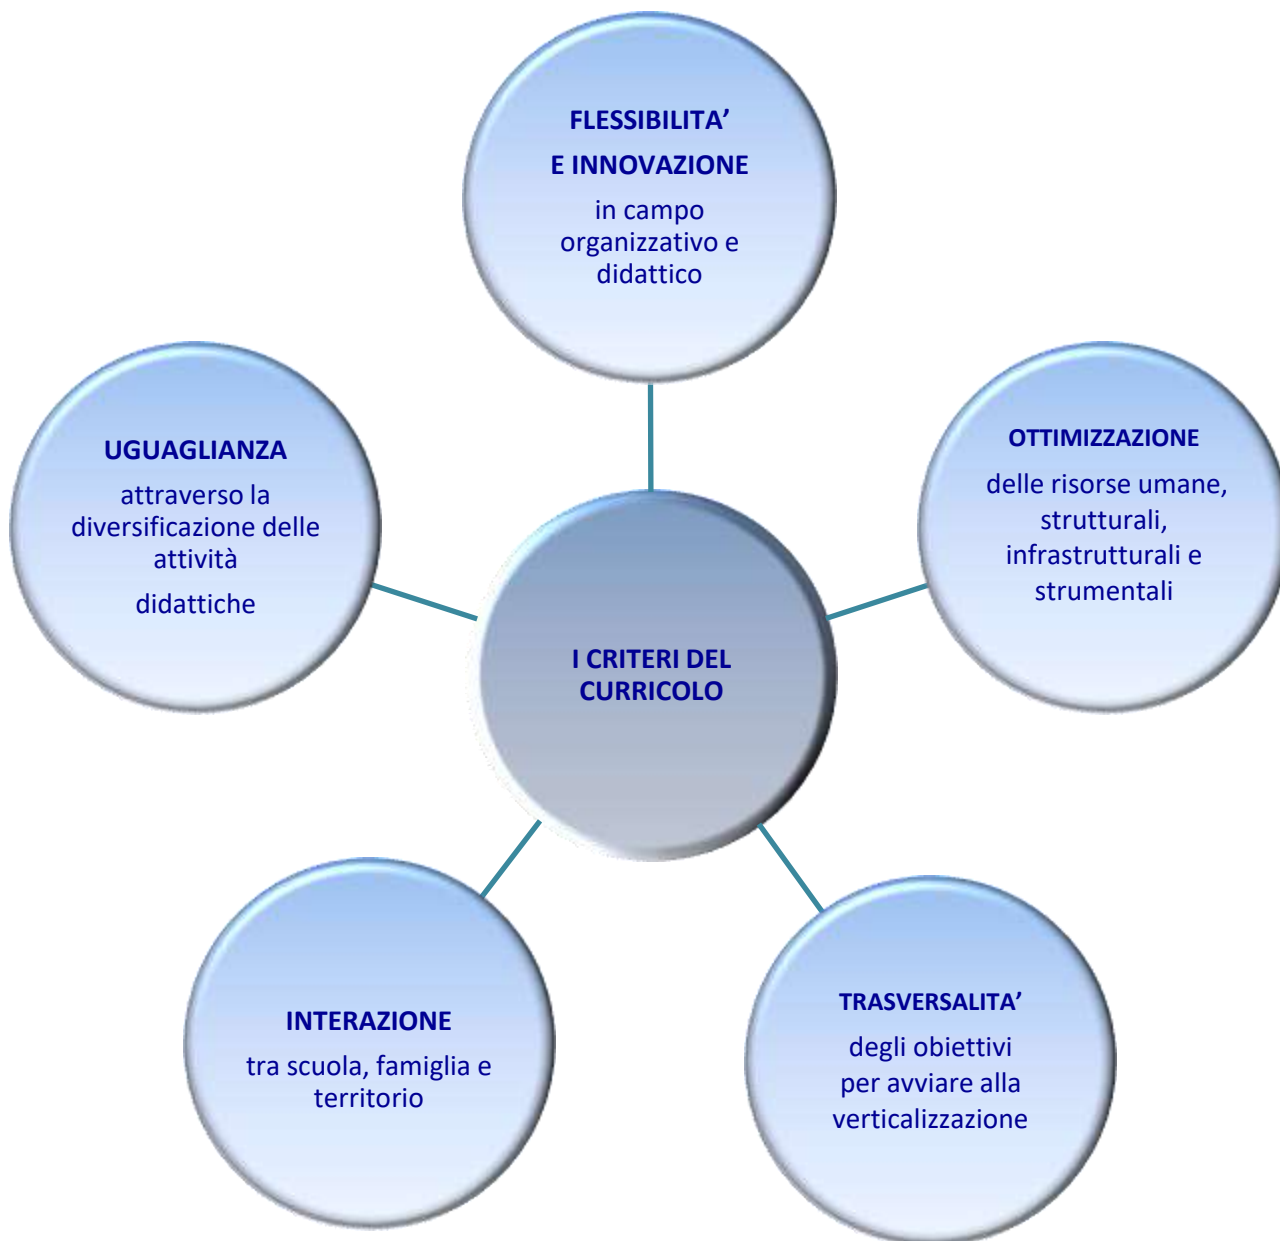 FLESSIBILITA’
E INNOVAZIONE
in campo
organizzativo e
didattico
OTTIMIZZAZIONE
delle risorse umane,
strutturali,
infrastrutturali e
strumentali
TRASVERSALITA’
degli obiettivi
per avviare alla
verticalizzazione
INTERAZIONE
tra scuola, famiglia e
territorio
UGUAGLIANZA
attraverso la
diversificazione delle
attività
didattiche
I CRITERI DEL
CURRICOLO